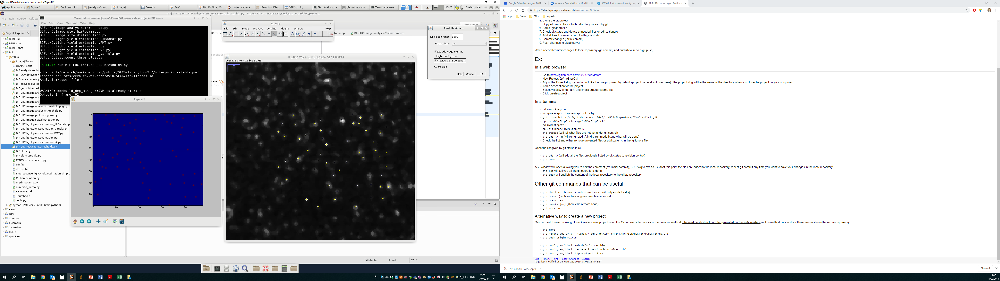 cwe-513-vol861.cern.ch:1 (smazzoni) - TigerVNC
Applications
Figure 1
[Cockcroft_Pro...
[AnalysisSum...
ImageJ
Results
B&C
Fri_30_Nov_20...
projects - Java ...
[Results - File ...
VNC config
Terminal - sma...
[Terminal - sm...
Terminal - sma...
15:07
Stefano Mazzoni
projects - Java - BIF/tools/BIF.LHC.test.count.thresholds.py - Eclipse SDK - /afs/cern.ch/work/s/smazzoni/dev/projects
File Edit Source Refactor
Quick Access
Project Explorer
BSRLGui
BSRLMon
BSRTLights
BIF
tools
ImageJMacro
B1APD_S.txt
BIF.analysis.subtra
BIF.BGV.data.analy
BIF.data.analysis.p
BIF.exp.decay.plot
BIF.get.subtracted
BIF.LHC.image.ana
BIF.LHC.image.ana
BIF.LHC.image.ana
BIF.LHC.image.analysis.threshold.png.py
BIF.LHC.image.analysis.threshold.py
BIF.LHC.image.plot.histogram.py
BIF.LHC.image.size.distribution.py
BIF.LHC.light.yield.estimation_HiRadMat.py
BIF.LHC.light.yield.estimation_variola.py
BIF.LHC.light.yield.estimation.PMT.py
BIF.LHC.light.yield.estimation.py
BIF.LHC.light.yield.estimation.v2.py
BIF.LHC.test.count.thresholds.py
BIF.plots.py
BIF.plots.Vprofile.py
CMOS.noise.analysis.py
config
description
Fluorescence.light.yield.estimation.simple
MTF.calculation.py
mytimestamp.py
quiver3d_demo.py
README.md
Thumbs.db
Tools.py
python (/afs/cer ... n/SLC6/bin/python)
BSRA
BTV
Counter
dicampro
dicamPro
LDM4
speckles
Terminal - smazzoni@cwe-513-vol861:~/work/dev/projects/BIF/tools
File Edit View Terminal Tabs Help
BIF.LHC.image.analysis.threshold.py
BIF.LHC.image.plot.histogram.py
BIF.LHC.image.size.distribution.py
BIF.LHC.light.yield.estimation_HiRadMat.py
BIF.LHC.light.yield.estimation.PMT.py
BIF.LHC.light.yield.estimation.py
BIF.LHC.light.yield.estimation.v2.py
BIF.LHC.light.yield.estimation_variola.py
BIF.LHC.test.count.thresholds.py
In [19]: run BIF.LHC.test.count.thresholds.py
sdds: /afs/cern.ch/work/b/bravin/public/SLC6/lib/python2.7/site-packages/sdds.pyc
libsdds.so: /afs/cern.ch/work/b/bravin/SLC6/lib/libsdds.so
Analysis:<type 'file'>
WARNING:cmmnbuild_dep_manager:JVM is already started
Objects in frame: 62
Figure 1
0
10
20
30
40
50
60
70
0 20 40 60 80
ImageJ
File Edit Image Process Analyze Plugins Window Help
Dev
Fri_30_Nov_2018_19_24_50_562.png (600%)
968x608 pixels; 16-bit; 1.1MB
ton.map
BIF.LHC.image.analysis.Cockroft.macro
Find Maxima...
Noise tolerance: 1500
Output type: List
Exclude edge maxima
Light background
Preview point selection
69 Maxima
Help Cancel OK
Writable
Insert
37 : 1
ENG
15:07
11/07/2019
Google Calendar - August 2019
Absence Cancellation or Modific
AWAKE Instrumentation mtg: e-
AB BI PM Home page | Section /
https://ab-dep-bi-pm.web.cern.ch/?n=Section.GitSetup
Apps Varie CERN squash
4. Clone the git project
5. Copy all project files into the directory created by git
6. Add a .gitignore file
7. Check git status and delete unneeded files or edit .gitignore
8. Add all files to version control with git add -A
9. Commit changes (initial commit)
10. Push changes to gitlab server
When needed commit changes to local repository (git commit) and publish to server (git push)
Ex:
In a web browser
Go to https://gitlab.cern.ch/bi/BSR/StepMotors
New Project: QVmeStepCtrl
Adjust the Project slug if you don not like the one proposed by default (project name all in lower case). The project slug will be the name of the directory when you clone the project on your computer.
Add a description for the project.
Select visibility (Internal?) and check create readme file
Click create project
In a terminal
cd ~/work/Python
mv QVmeStepCtrl QVmeStepCtrl.orig
git clone https://:@gitlab.cern.ch:8443/bi/BSR/StepMotors/QvmeStepCtrl.git
cp -ar QvmeStepCtrl.orig/* QvmeStepCtrl/
cd QVmeStepCtrl
cp .gitignore QvmeStepCtrl/
git status (will tell what files are not yet under git control)
git add -A -n (will run git add -A in dry-run mode listing what will be done)
Check the list and either remove unwanted files or add patterns in the .gitignore file
Once the list given by git status is ok
git add -A (will add all the files previously listed by git status to revision control)
git commit
A VI window will open allowing you to edit the comment (ex: Initial commit), ESC :wq to exit as usual At this point the files are added to the local repository, repeat git commit any time you want to save your changes in the local repository.
git log will tell you all the git operations done
git push will publish the content of the local repository to the gitlab repository
Other git commands that can be useful:
git checkout -b new-branch-name (branch will only exists locally)
git branch (list branches -a gives remote info as well)
git branch -a
git remote [-v] (shows the remote head)
git version
Alternative way to create a new project
Can be used Instead of using clone. Create a new project using the GitLab web interface as in the previous method. The readme file should not be generated on the web interface as this method only works if there are no files in the remote repository
git init
git remote add origin https://:@gitlab.cern.ch:8443/bi/BSR/Basler/PyBaslerRda.git
git push origin master
git config --global push.default matching
git config --global user.email "enrico.bravin@cern.ch"
git config --global http.emptyAuth true
Edit - History - Print - Recent Changes - Search
Page last modified on January 21, 2019, at 06:13 PM EST
2019.06.13_Colla....pptx
Show all
15:07
11/07/2019